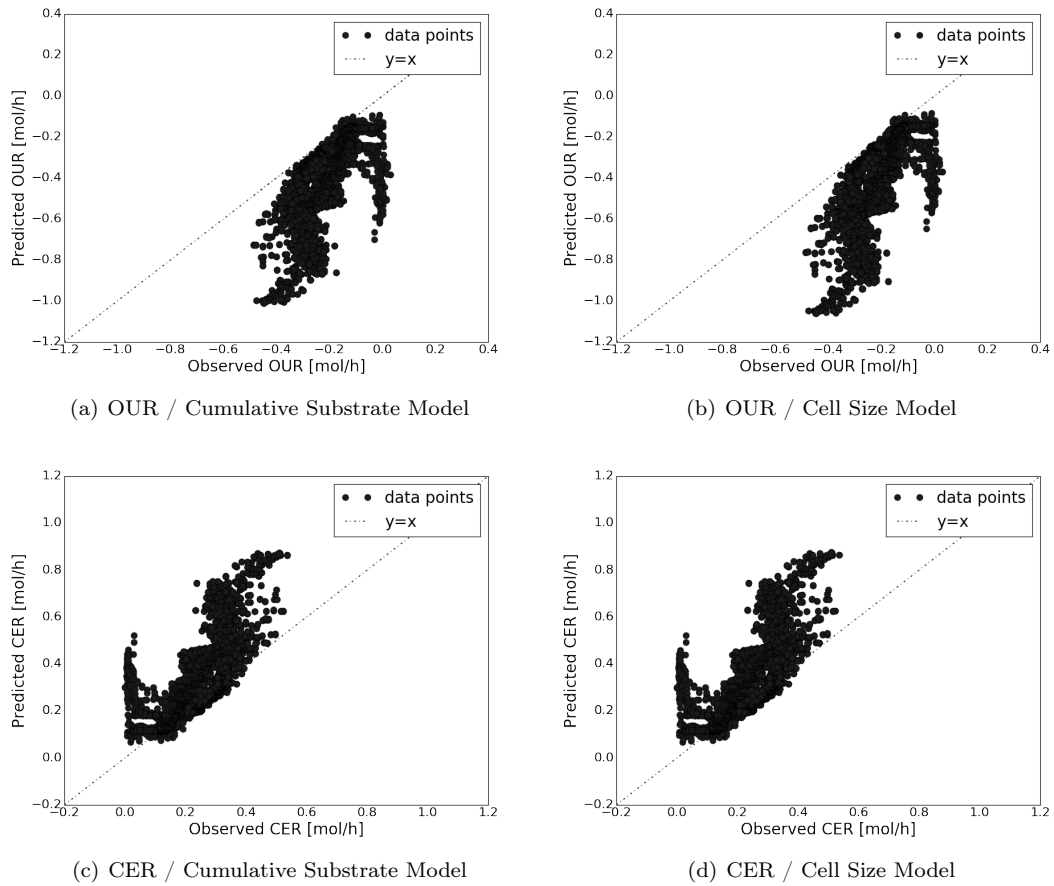 0.4
0.2
0.0
−0.2
−0.4
−0.6
−0.8
−1.0
−1.2
Predicted OUR [mol/h]
data points
y=x
−1.2 −1.0 −0.8 −0.6 −0.4 −0.2 0.0 0.2 0.4
Observed OUR [mol/h]
(a) OUR / Cumulative Substrate Model
0.4
0.2
0.0
−0.2
−0.4
−0.6
−0.8
−1.0
−1.2
Predicted OUR [mol/h]
data points
y=x
−1.2 −1.0 −0.8 −0.6 −0.4 −0.2 0.0 0.2 0.4
Observed OUR [mol/h]
(b) OUR / Cell Size Model
1.2
1.0
0.8
0.6
0.4
0.2
0.0
−0.2
Predicted CER [mol/h]
data points
y=x
−0.2 0.0 0.2 0.4 0.6 0.8 1.0 1.2
Observed CER [mol/h]
(c) CER / Cumulative Substrate Model
1.2
1.0
0.8
0.6
0.4
0.2
0.0
−0.2
Predicted CER [mol/h]
data points
y=x
−0.2 0.0 0.2 0.4 0.6 0.8 1.0 1.2
Observed CER [mol/h]
(d) CER / Cell Size Model